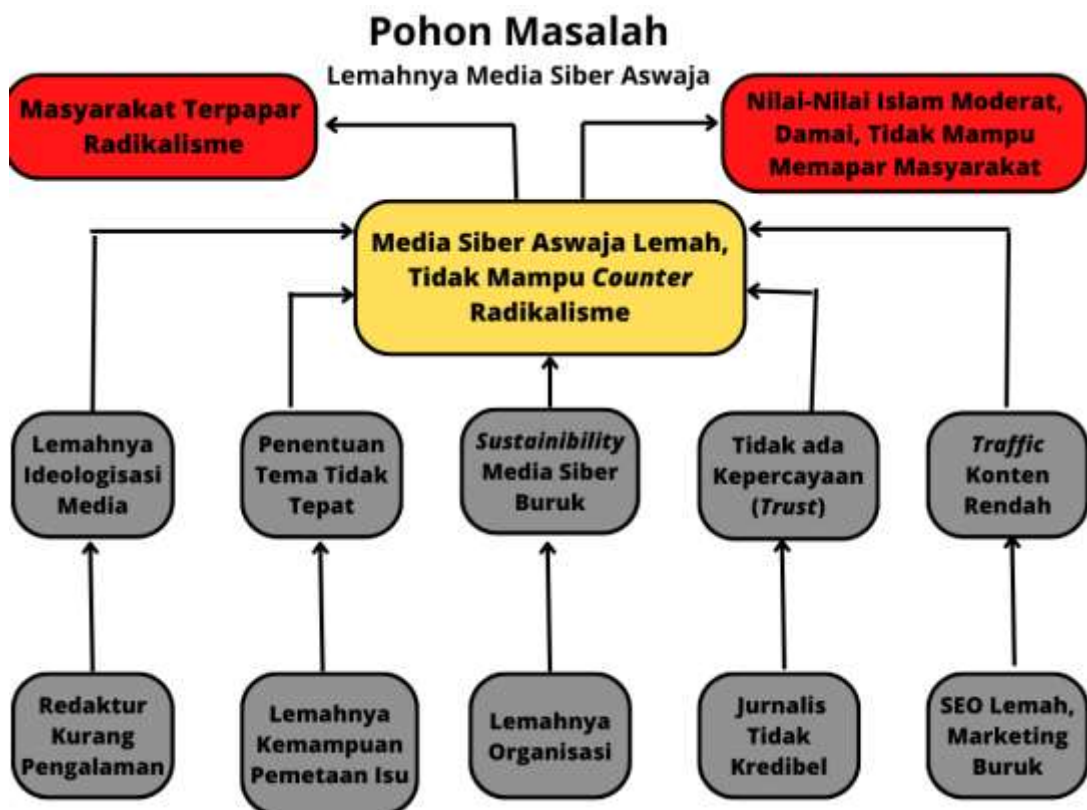 Pohon Masalah
Lemahnya Media Siber Aswaja
Masyarakat Terpapar
Radikalisme
Nilai-Nilai Islam Moderat,
Damai, Tidak Mampu
Memapar Masyarakat
Media Siber Aswaja Lemah,
Tidak Mampu Counter
Radikalisme
Lemahnya
Ideologisasi
Media
Penentuan
Tema Tidak
Tepat
Sustainibility
Media Siber
Buruk
Tidak ada
Kepercayaan
(Trust)
Traffic
Konten
Rendah
Redaktur
Kurang
Pengalaman
Lemahnya
Kemampuan
Pemetaan Isu
Lemahnya
Organisasi
Jurnalis
Tidak
Kredibel
SEO Lemah,
Marketing
Buruk